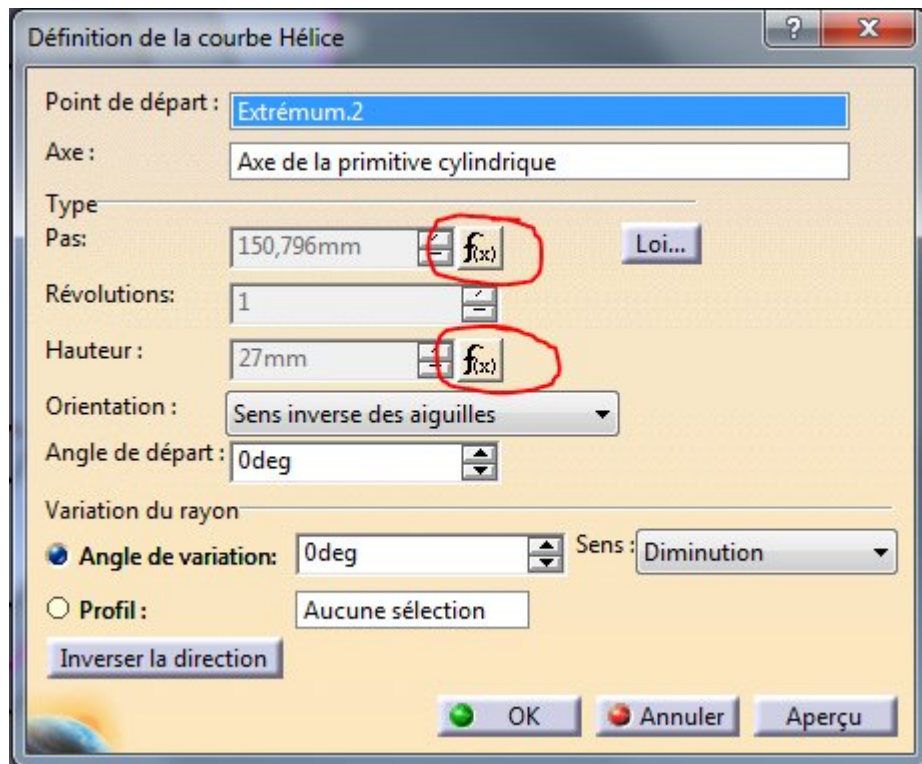 Définition de la courbe Hélice
?
Point de départ : Extrémum.2
Axe : Axe de la primitive cylindrique
Type
Pas: 150,796mm f(x) Loi...
Révolutions: 1
Hauteur : 27mm f(x)
Orientation : Sens inverse des aiguilles
Angle de départ : 0deg
Variation du rayon
Angle de variation: 0deg Sens : Diminution
Profil : Aucune sélection
Inverser la direction
OK Annuler Aperçu